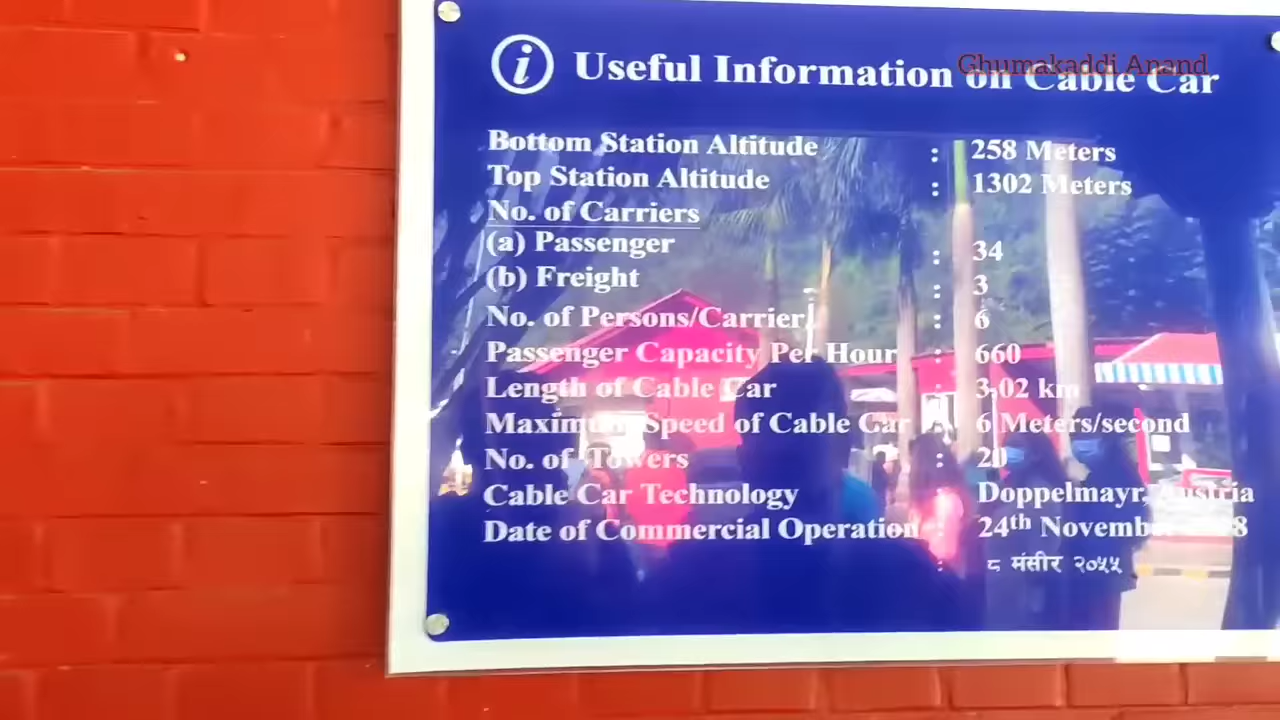 i Useful Information on Cable Car
Ghumakaddi Anand
Bottom Station Altitude : 258 Meters
Top Station Altitude : 1302 Meters
No. of Carriers
(a) Passenger : 34
(b) Freight : 3
No. of Persons/Carrier : 6
Passenger Capacity Per Hour : 660
Length of Cable Car : 3.02 km
Maximum Speed of Cable Car : 6 Meters/second
No. of Towers : 20
Cable Car Technology Doppelmayr, Austria
Date of Commercial Operation : 24th November
: ८ मंसीर २०५५